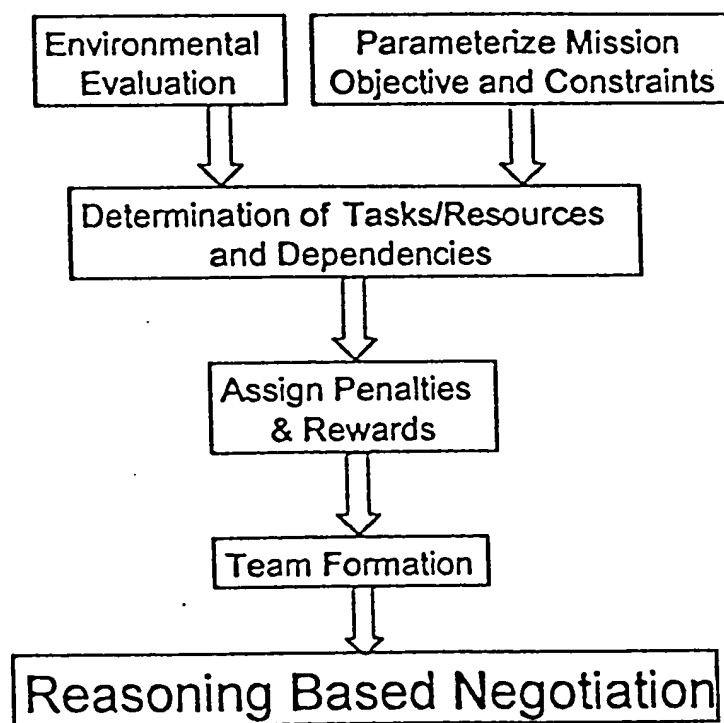 Environmental
Evaluation
Parameterize Mission
Objective and Constraints
Determination of Tasks/Resources
and Dependencies
Assign Penalties
& Rewards
Team Formation
Reasoning Based Negotiation